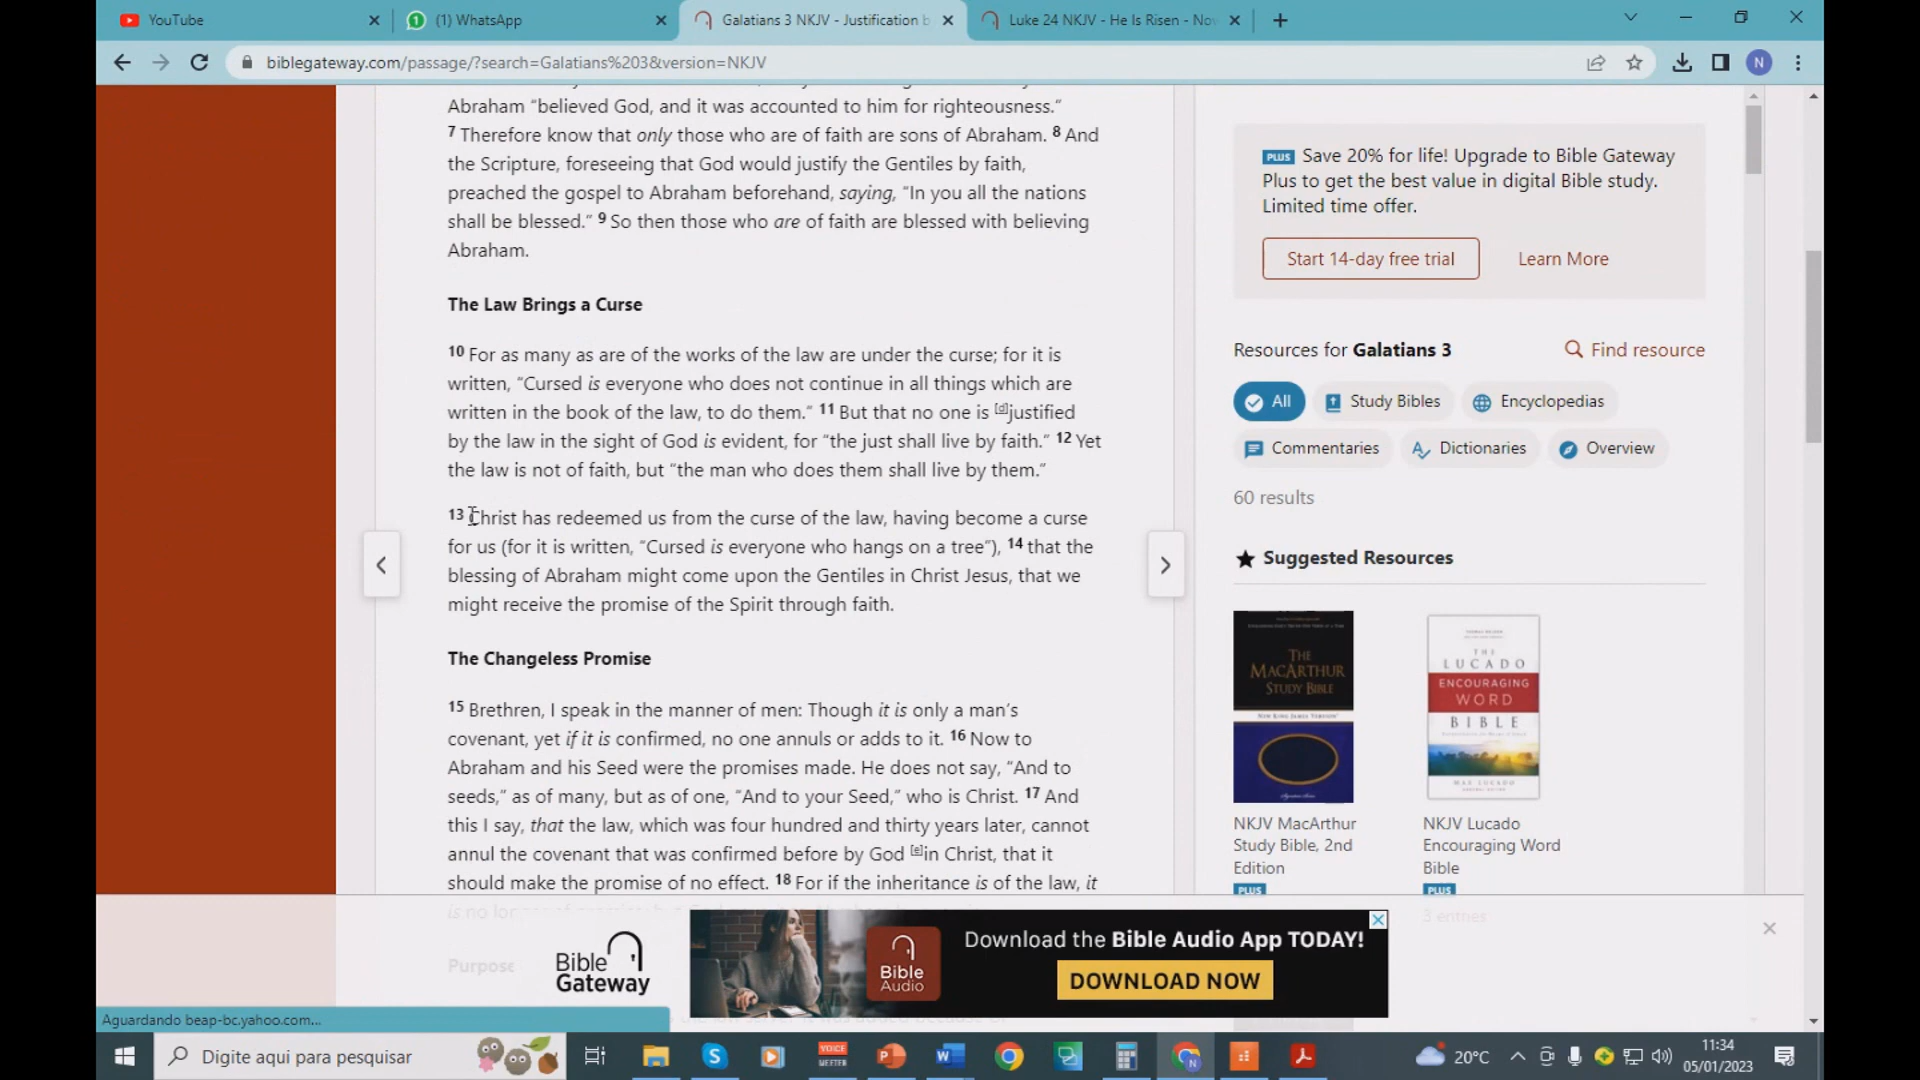 YouTube
(1) WhatsApp
Galatians 3 NKJV - Justification b
Luke 24 NKJV - He Is Risen - Nov
biblegateway.com/passage/?search=Galatians%203&version=NKJV
N
Abraham “believed God, and it was accounted to him for righteousness.”
7 Therefore know that only those who are of faith are sons of Abraham. 8 And
the Scripture, foreseeing that God would justify the Gentiles by faith,
preached the gospel to Abraham beforehand, saying, “In you all the nations
shall be blessed.” 9 So then those who are of faith are blessed with believing
Abraham.
The Law Brings a Curse
10 For as many as are of the works of the law are under the curse; for it is
written, “Cursed is everyone who does not continue in all things which are
written in the book of the law, to do them.” 11 But that no one is [d]justified
by the law in the sight of God is evident, for “the just shall live by faith.” 12 Yet
the law is not of faith, but “the man who does them shall live by them.”
13 Christ has redeemed us from the curse of the law, having become a curse
for us (for it is written, “Cursed is everyone who hangs on a tree”), 14 that the
blessing of Abraham might come upon the Gentiles in Christ Jesus, that we
might receive the promise of the Spirit through faith.
The Changeless Promise
15 Brethren, I speak in the manner of men: Though it is only a man’s
covenant, yet if it is confirmed, no one annuls or adds to it. 16 Now to
Abraham and his Seed were the promises made. He does not say, “And to
seeds,” as of many, but as of one, “And to your Seed,” who is Christ. 17 And
this I say, that the law, which was four hundred and thirty years later, cannot
annul the covenant that was confirmed before by God [e]in Christ, that it
should make the promise of no effect. 18 For if the inheritance is of the law, it
is no
Purpose
PLUS Save 20% for life! Upgrade to Bible Gateway
Plus to get the best value in digital Bible study.
Limited time offer.
Start 14-day free trial
Learn More
Resources for Galatians 3
Find resource
All
Study Bibles
Encyclopedias
Commentaries
Dictionaries
Overview
60 results
Suggested Resources
THE
MACARTHUR
STUDY BIBLE
NEW KING JAMES VERSION
THE
LUCADO
ENCOURAGING
WORD
BIBLE
MAX LUCADO
NKJV MacArthur
Study Bible, 2nd
Edition
PLUS
NKJV Lucado
Encouraging Word
Bible
PLUS
3 entries
Bible
Gateway
Bible
Audio
Download the Bible Audio App TODAY!
DOWNLOAD NOW
Aguardando beap-bc.yahoo.com...
Digite aqui para pesquisar
VOICE
MEETER
20°C
11:34
05/01/2023